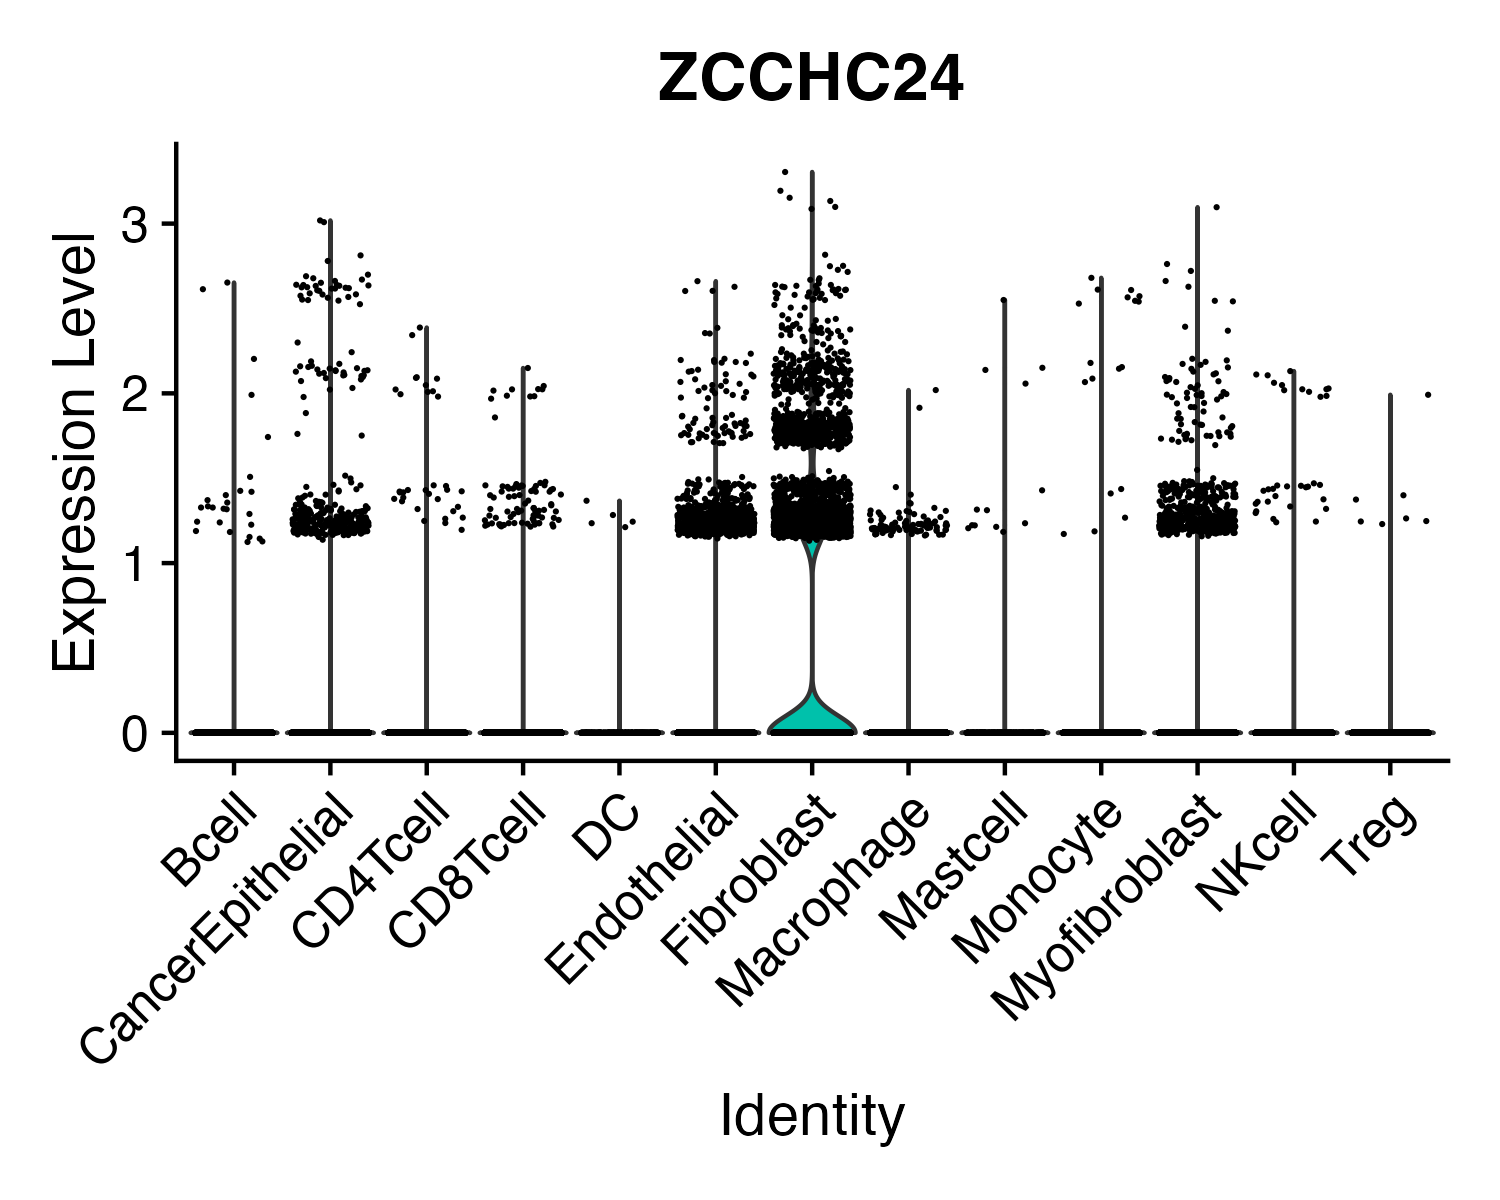 ZCCHC24
Expression Level
3
2
1
0
Bcell
CancerEpithelial
CD4Tcell
CD8Tcell
DC
Endothelial
Fibroblast
Macrophage
Mastcell
Monocyte
Myofibroblast
NKcell
Treg
Identity